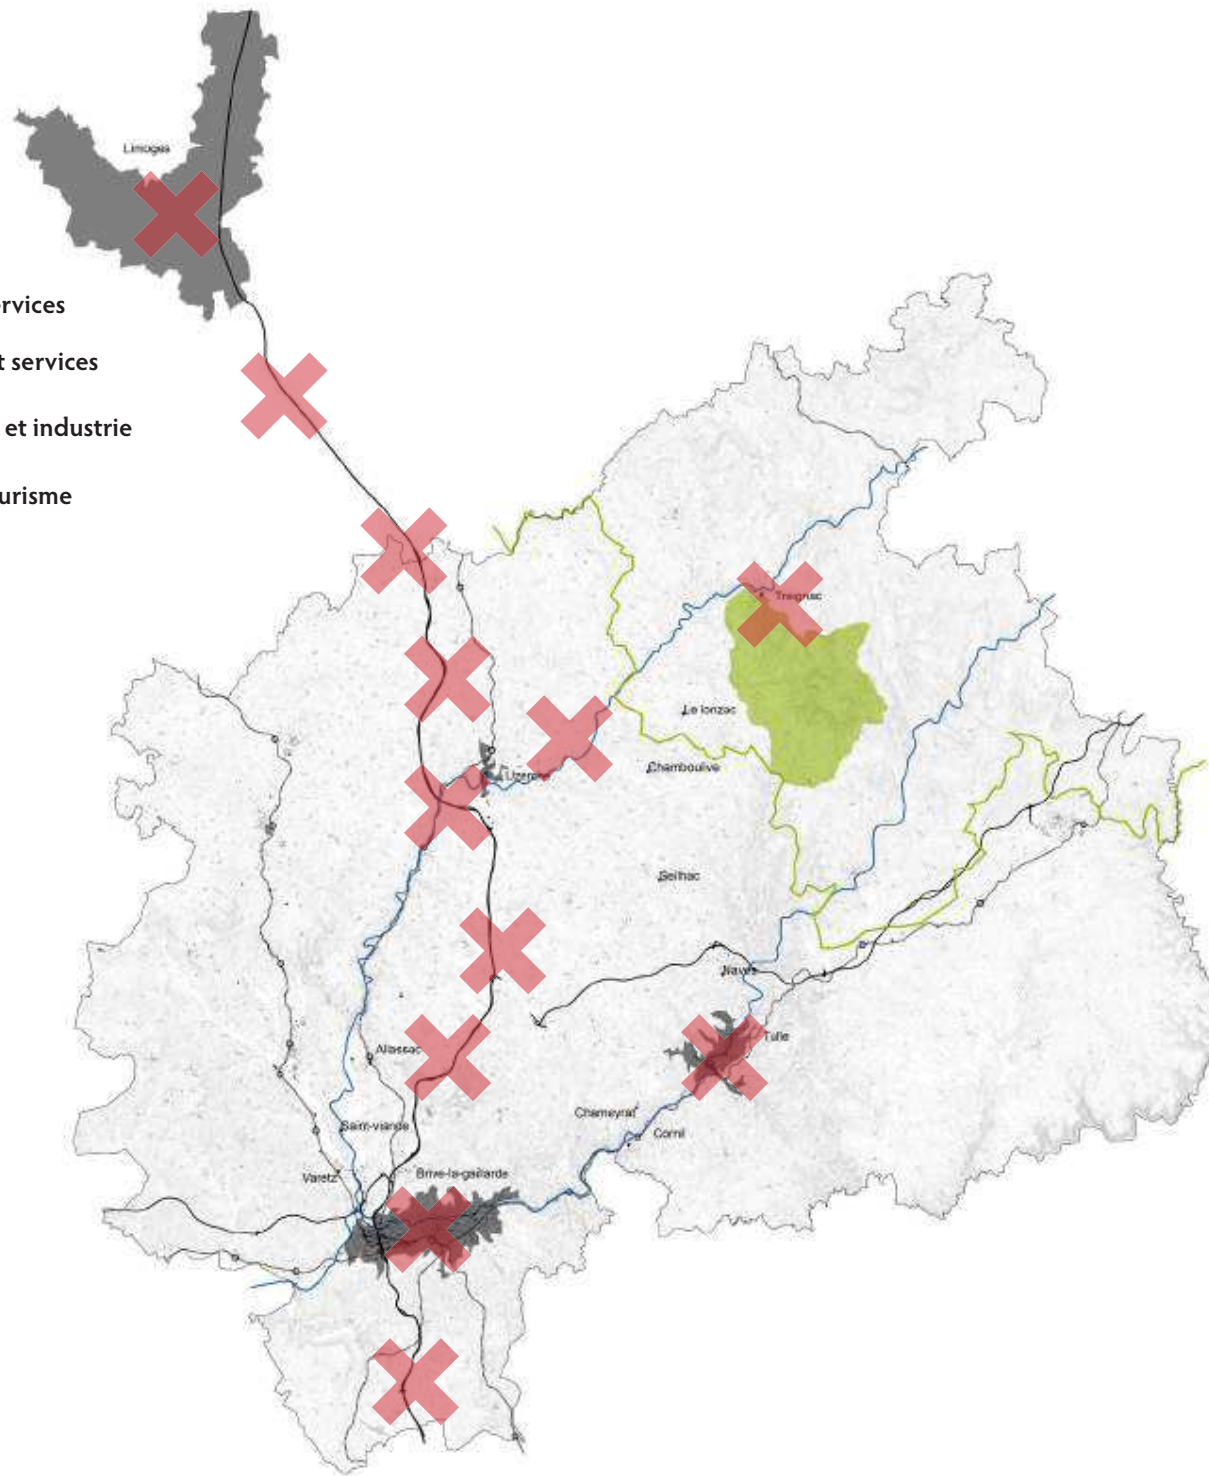 Limoges
rvices
t services
et industrie
urisme
Treignac
Le lonzac
Uzerche
Chamboulive
Seilhac
Naves
Tulle
Allassac
Chameyrat
Saint-viance
Cornil
Varetz
Brive-la-gaillarde